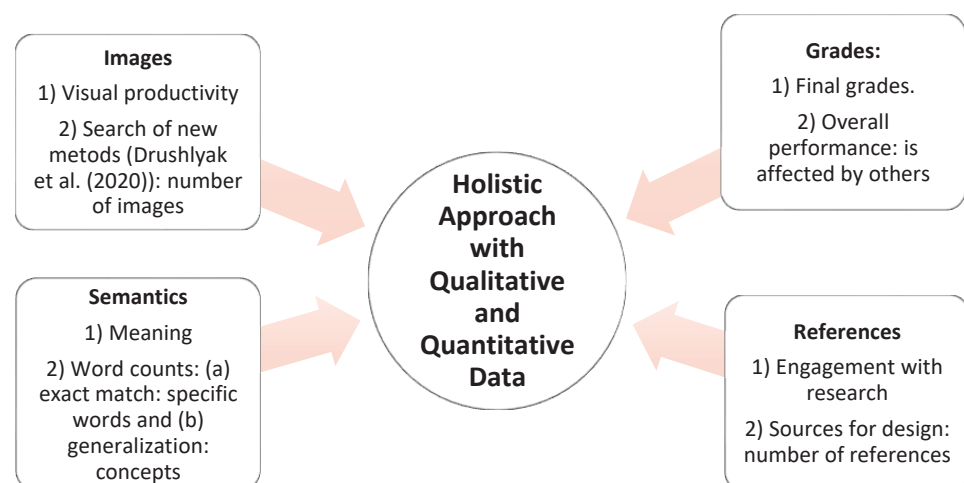 Images
1) Visual productivity
2) Search of new
metods (Drushlyak
et al. (2020)): number
of images
Grades:
1) Final grades.
2) Overall
performance: is
affected by others
Holistic
Approach
with
Qualitative
and
Quantitative
Data
Semantics
1) Meaning
2) Word counts: (a)
exact match: specific
words and (b)
generalization:
concepts
References
1) Engagement with
research
2) Sources for design:
number of references